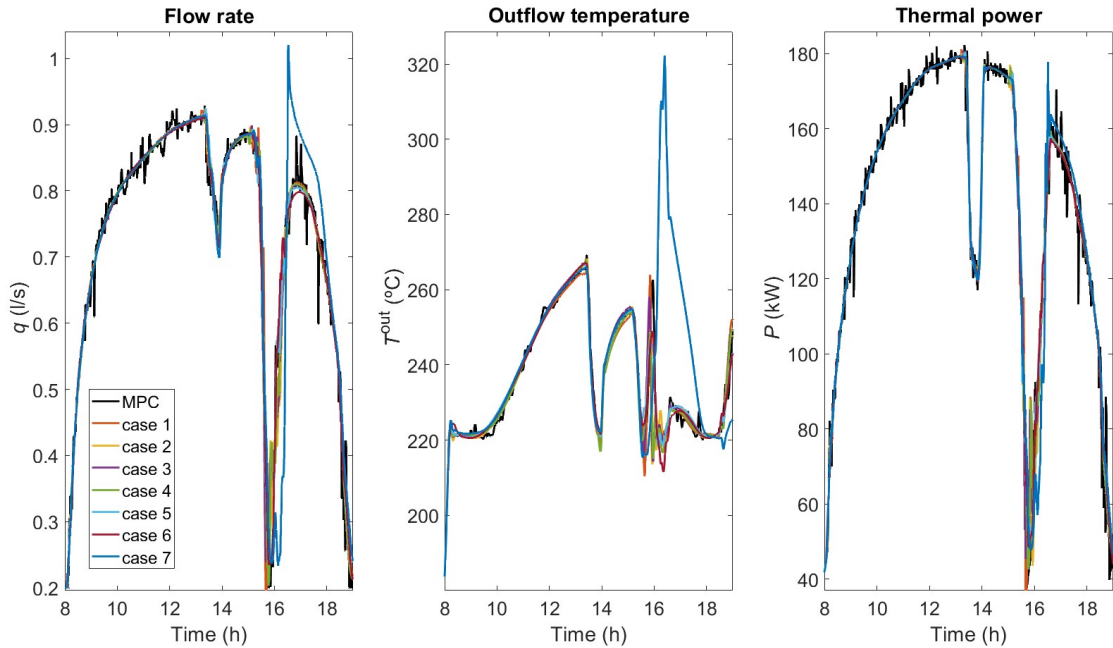 Flow rate
q (l/s)
1
0.9
0.8
0.7
0.6
0.5
0.4
0.3
0.2
MPC
case 1
case 2
case 3
case 4
case 5
case 6
case 7
8 10 12 14 16 18
Time (h)
Outflow temperature
T^out (ºC)
320
300
280
260
240
220
200
8 10 12 14 16 18
Time (h)
Thermal power
P (kW)
180
160
140
120
100
80
60
40
8 10 12 14 16 18
Time (h)